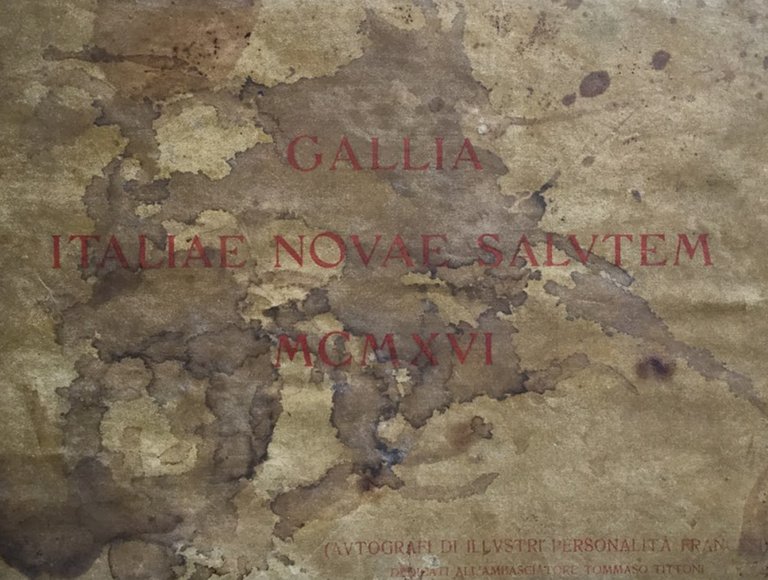 GALLIA
ITALIAE NOVAE SALVTEM
MCMXVI
(AVTOGRAFI DI ILLVSTRI PERSONALITÀ FRAN
DEDICATI ALL'AMBASCIATORE TOMMASO TITTONI